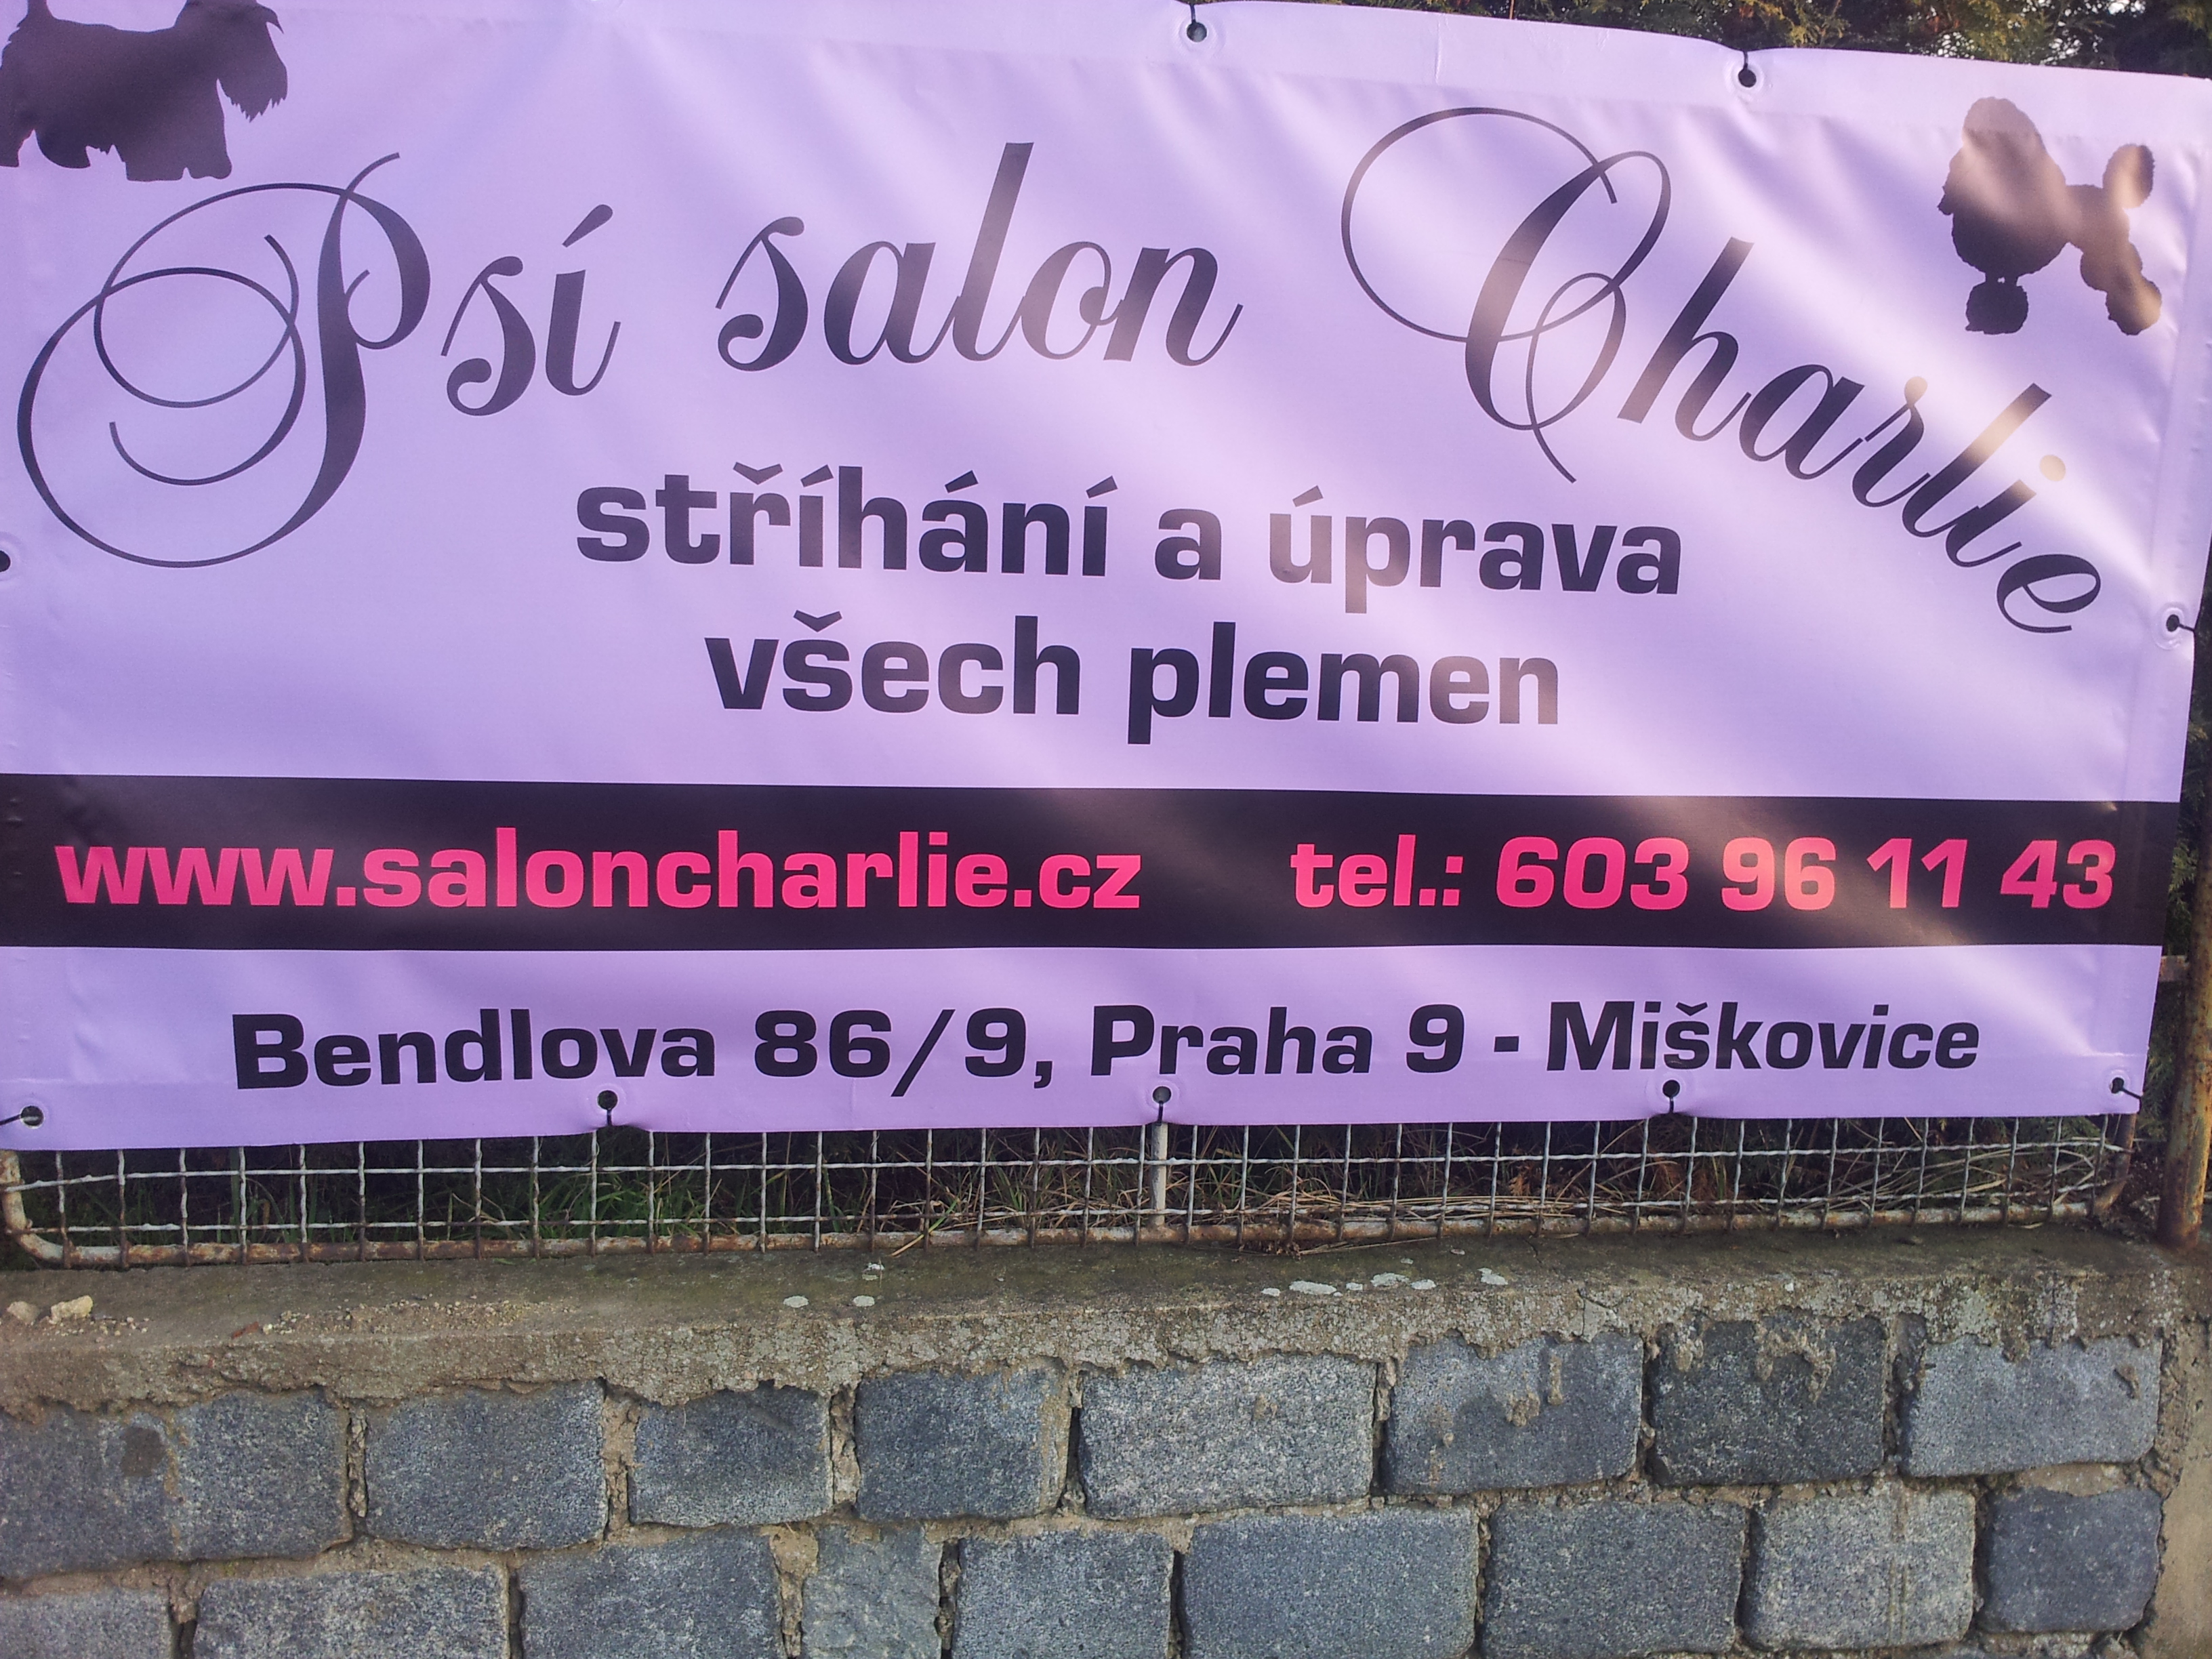 Psí salon Charlie
stříhání a úprava
všech plemen
www.saloncharlie.cz tel.: 603 96 11 43
Bendlova 86/9, Praha 9 - Miškovice